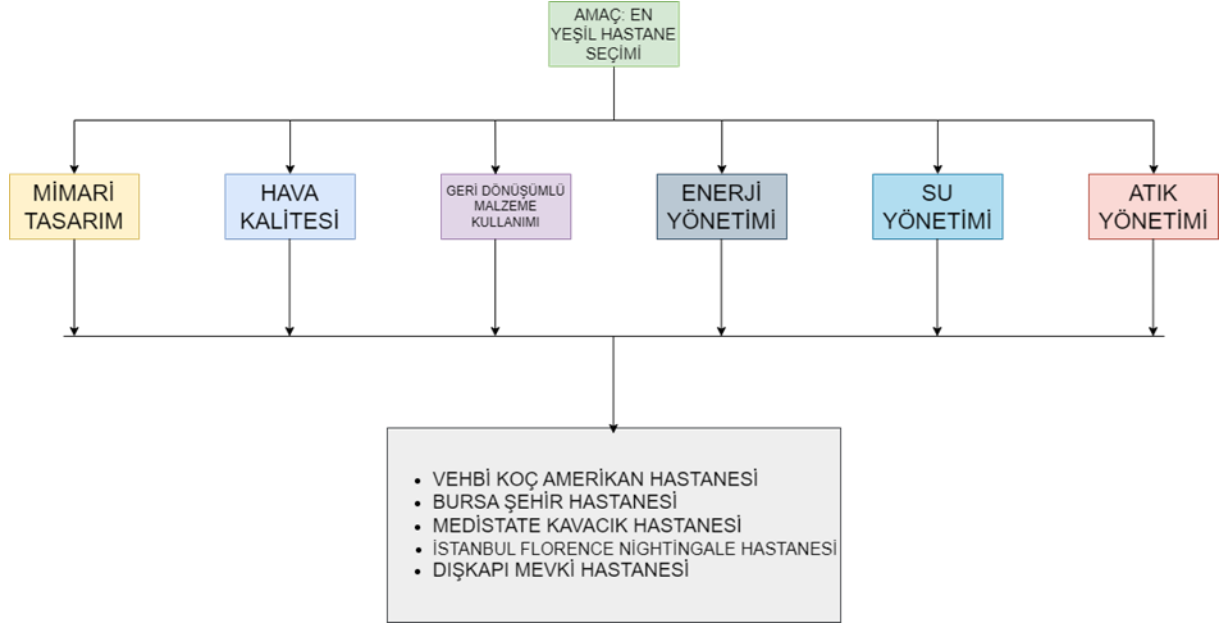 AMAÇ: EN
YEŞİL HASTANE
SEÇİMİ
MİMARİ
TASARIM
HAVA
KALİTESİ
GERİ DÖNÜŞÜMLÜ
MALZEME
KULLANIMI
ENERJİ
YÖNETİMİ
SU
YÖNETİMİ
ATIK
YÖNETİMİ
• VEHBİ KOÇ AMERİKAN HASTANESİ
• BURSA ŞEHİR HASTANESİ
• MEDİSTATE KAVACIK HASTANESİ
• İSTANBUL FLORENCE NİGHTİNGALE HASTANESİ
• DIŞKAPI MEVKİ HASTANESİ